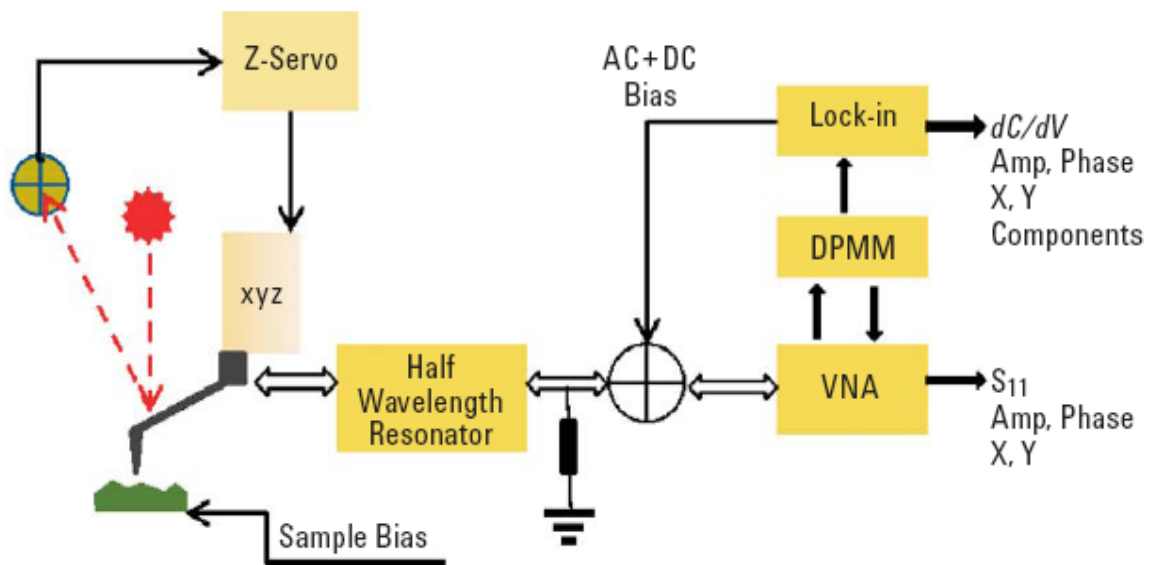 Z-Servo
AC+DC
Bias
Lock-in
dC/dV
Amp, Phase
X, Y
Components
DPMM
xyz
Half
Wavelength
Resonator
VNA
S₁₁
Amp, Phase
X, Y
Sample Bias